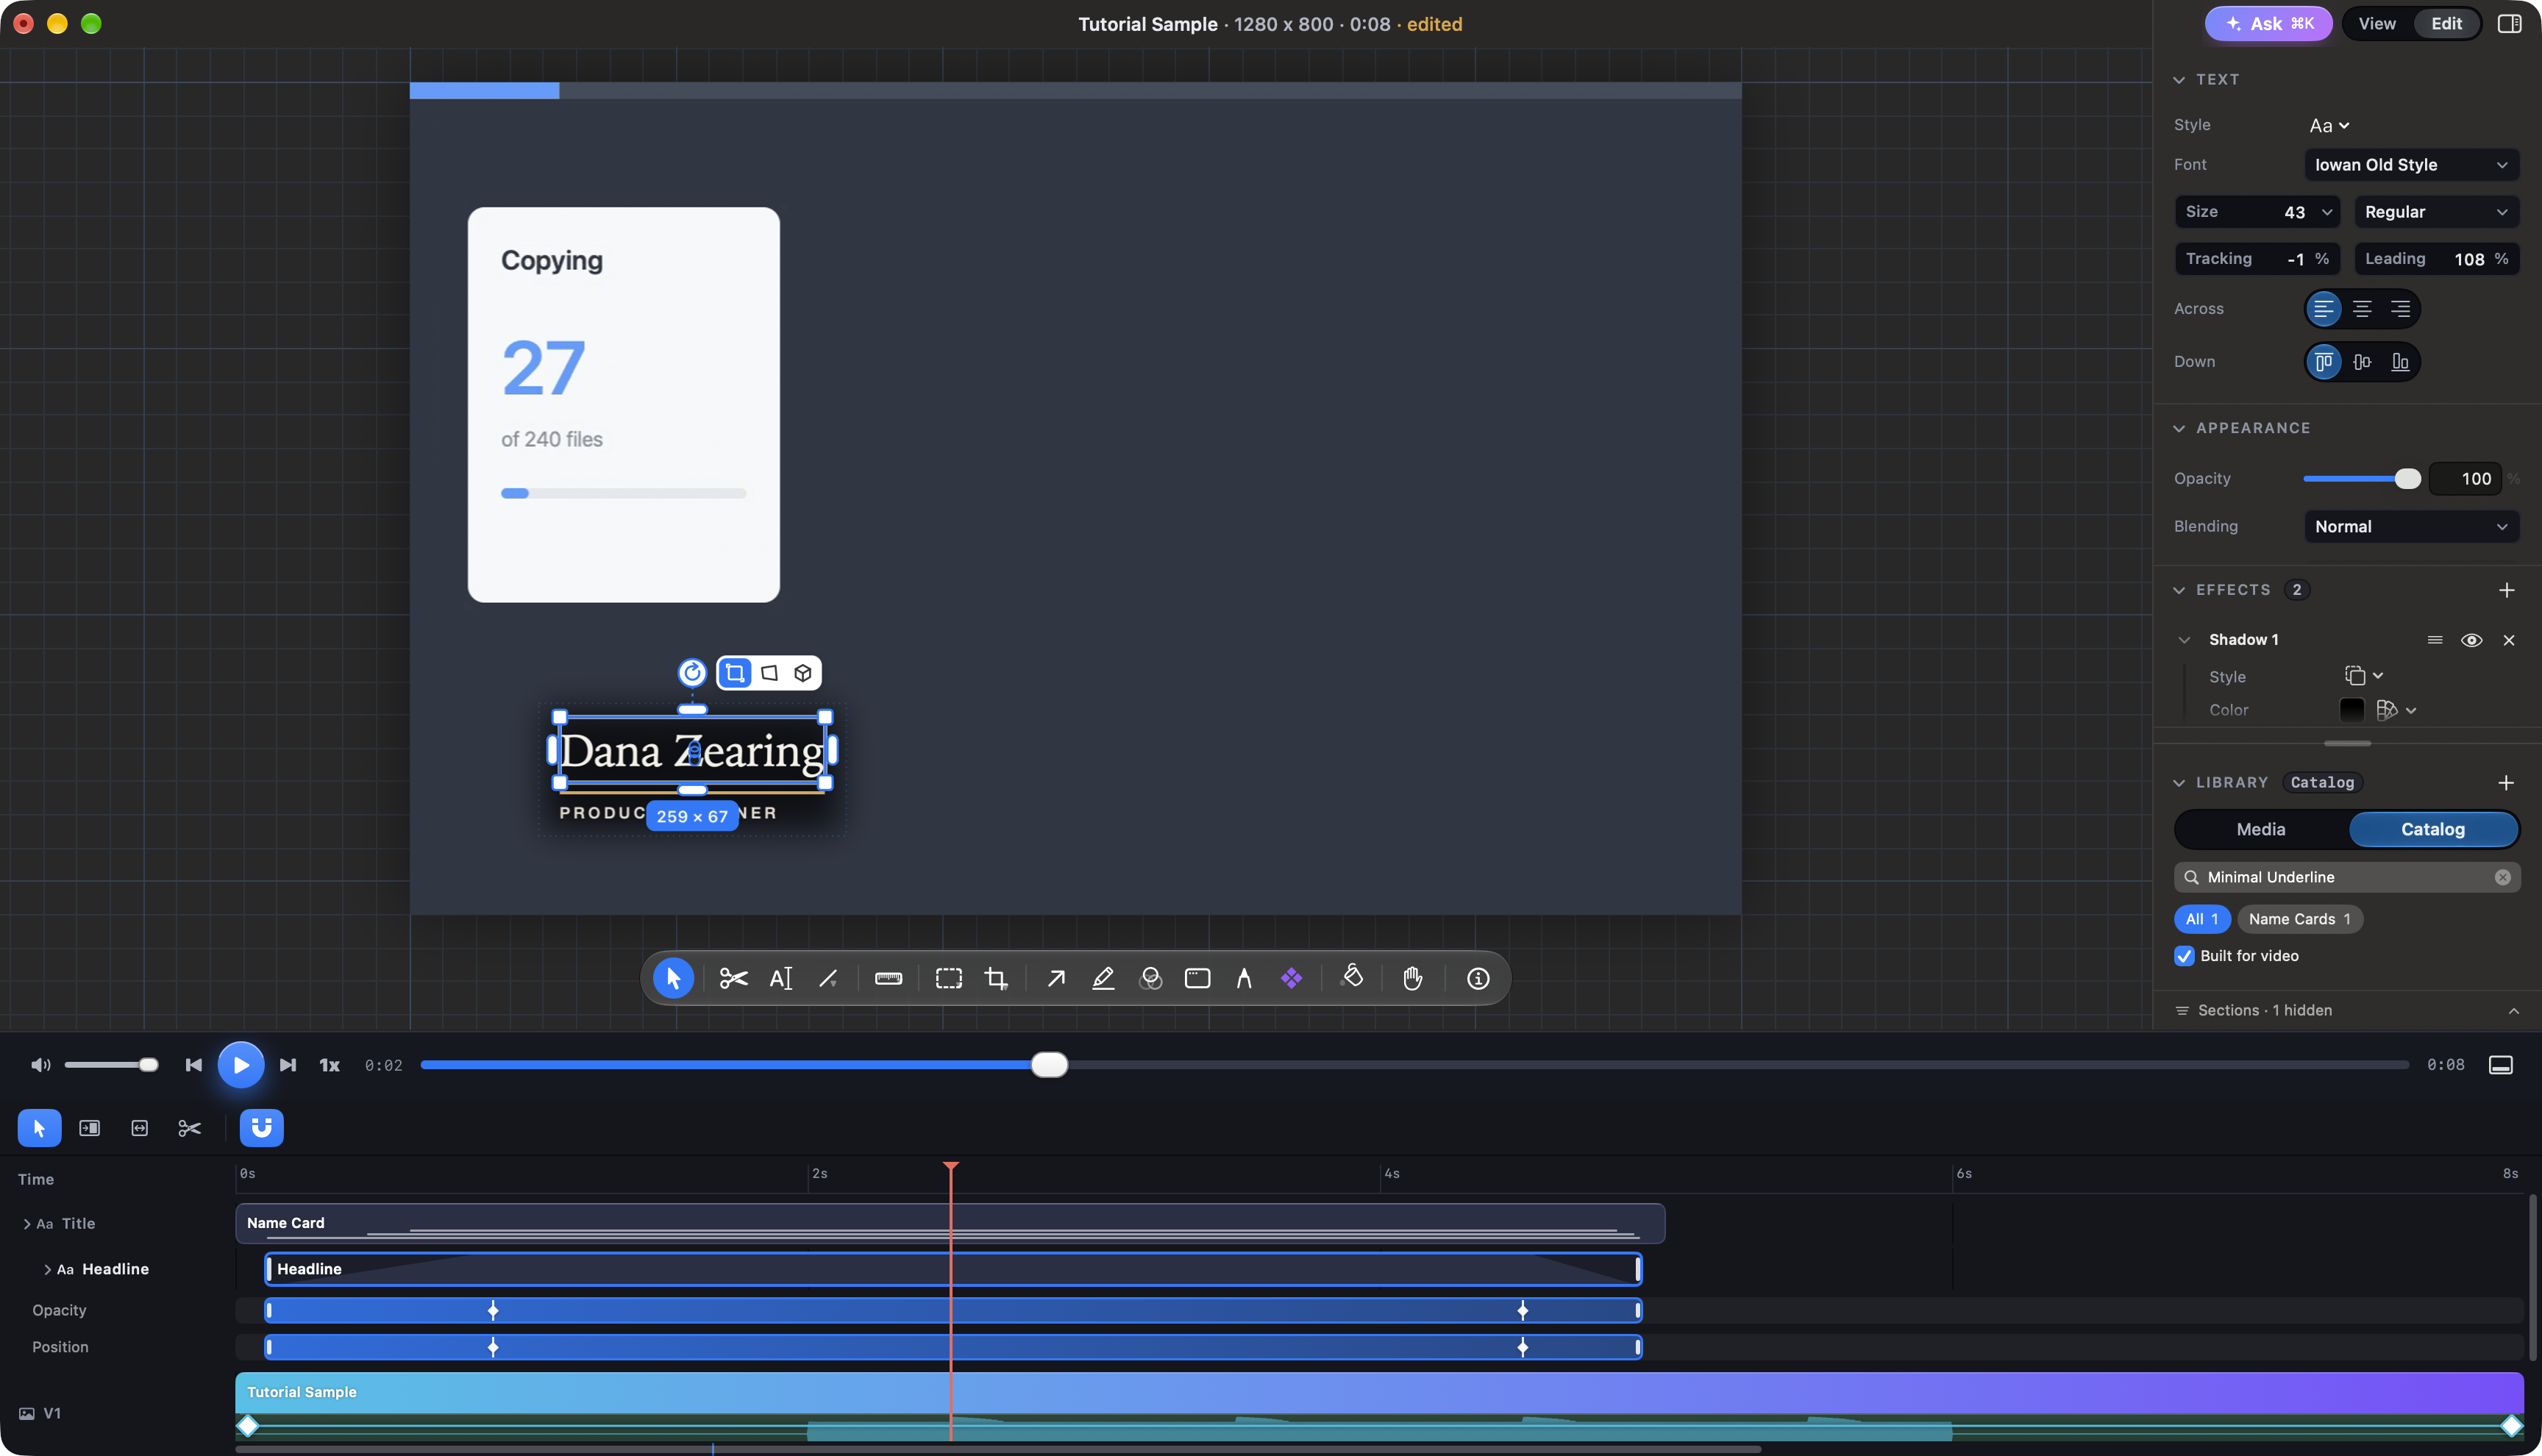 Tutorial Sample · 1280 x 800 · 0:08 · edited
Ask ⌘K
View
Edit
TEXT
Style
Aa
Font
Iowan Old Style
Size 43
Regular
Tracking -1 %
Leading 108 %
Across
Down
APPEARANCE
Opacity
100 %
Blending
Normal
EFFECTS 2
Shadow 1
Style
Color
LIBRARY Catalog
Media
Catalog
Minimal Underline
All 1
Name Cards 1
Built for video
Sections · 1 hidden
Copying
27
of 240 files
Dana Zearing
259 × 67
1x
0:02
0:08
Time
0s
2s
4s
6s
8s
Aa Title
Name Card
Aa Headline
Headline
Opacity
Position
Tutorial Sample
V1